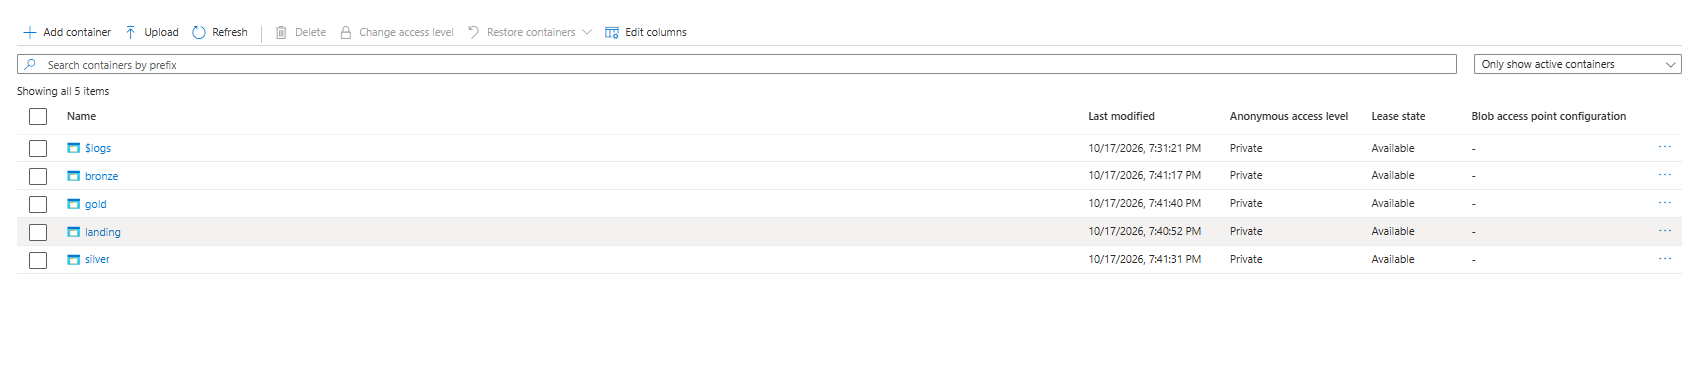 Add container Upload Refresh Delete Change access level Restore containers Edit columns
Search containers by prefix Only show active containers
Showing all 5 items
Name Last modified Anonymous access level Lease state Blob access point configuration
$logs 10/17/2026, 7:31:21 PM Private Available - ...
bronze 10/17/2026, 7:41:17 PM Private Available - ...
gold 10/17/2026, 7:41:40 PM Private Available - ...
landing 10/17/2026, 7:40:52 PM Private Available - ...
silver 10/17/2026, 7:41:31 PM Private Available - ...